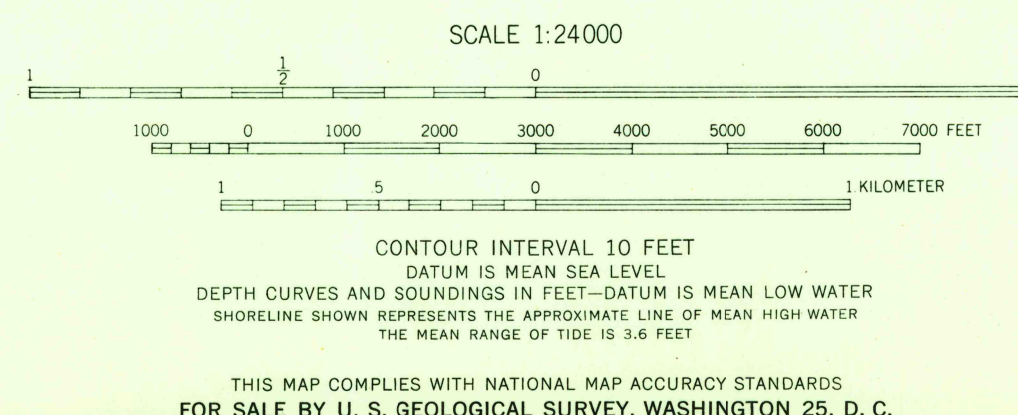 SCALE 1:24000
1 1/2 0
1000 0 1000 2000 3000 4000 5000 6000 7000 FEET
1 .5 0 1 KILOMETER
CONTOUR INTERVAL 10 FEET
DATUM IS MEAN SEA LEVEL
DEPTH CURVES AND SOUNDINGS IN FEET—DATUM IS MEAN LOW WATER
SHORELINE SHOWN REPRESENTS THE APPROXIMATE LINE OF MEAN HIGH WATER
THE MEAN RANGE OF TIDE IS 3.6 FEET
THIS MAP COMPLIES WITH NATIONAL MAP ACCURACY STANDARDS
FOR SALE BY U. S. GEOLOGICAL SURVEY, WASHINGTON 25, D. C.